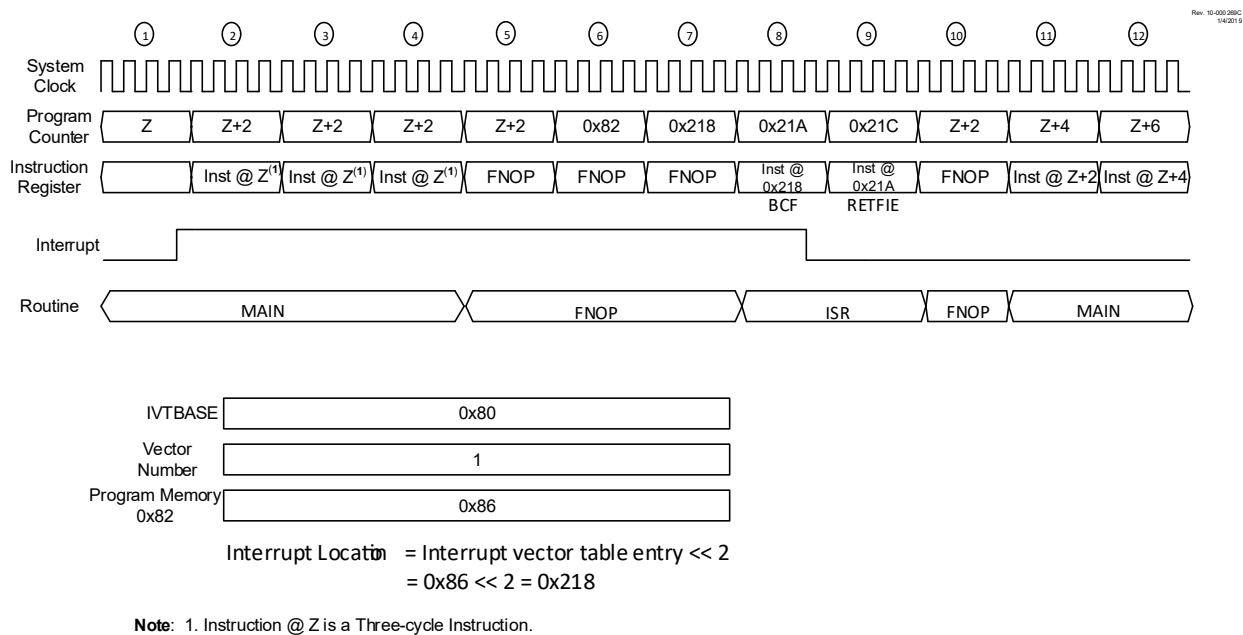 Rev. 10-000269C
1/4/2019
1 2 3 4 5 6 7 8 9 10 11 12
System
Clock
Program
Counter
Z Z+2 Z+2 Z+2 Z+2 0x82 0x218 0x21A 0x21C Z+2 Z+4 Z+6
Instruction
Register
Inst @ Z(1) Inst @ Z(1) Inst @ Z(1) FNOP FNOP FNOP Inst @ 0x218 Inst @ 0x21A FNOP Inst @ Z+2 Inst @ Z+4
BCF RETFIE
Interrupt
Routine MAIN FNOP ISR FNOP MAIN
IVTBASE 0x80
Vector
Number
1
Program Memory
0x82
0x86
Interrupt Location = Interrupt vector table entry << 2
= 0x86 << 2 = 0x218
Note: 1. Instruction @ Z is a Three-cycle Instruction.